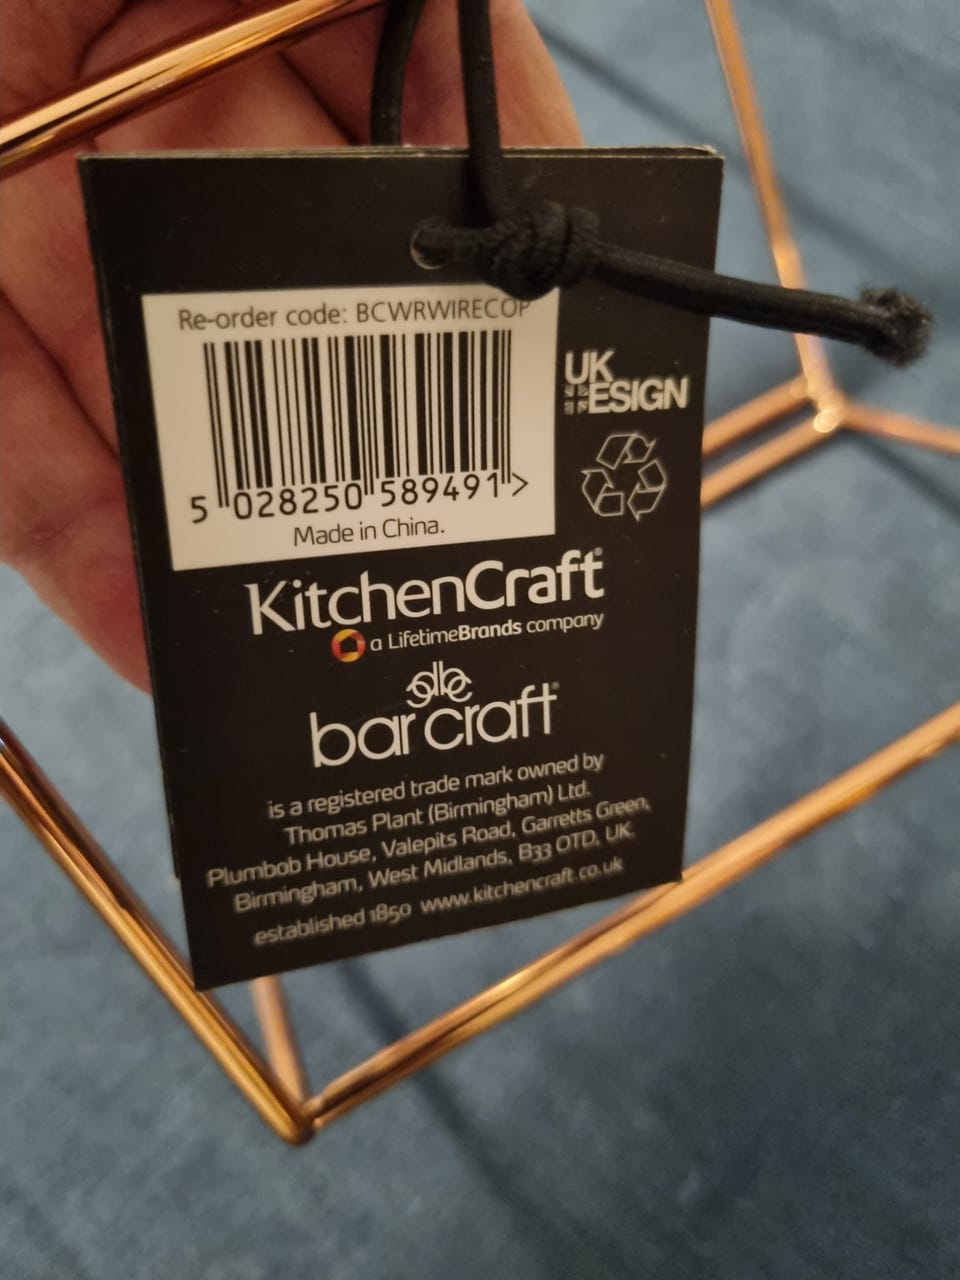 Re-order code: BCWRWIRECOP
5 028250 589491 >
Made in China.
UK
DESIGN
KitchenCraft®
a LifetimeBrands company
bc
bar craft®
is a registered trade mark owned by
Thomas Plant (Birmingham) Ltd.
Plumbob House, Valepits Road, Garretts Green,
Birmingham, West Midlands, B33 0TD, UK.
established 1850 www.kitchencraft.co.uk